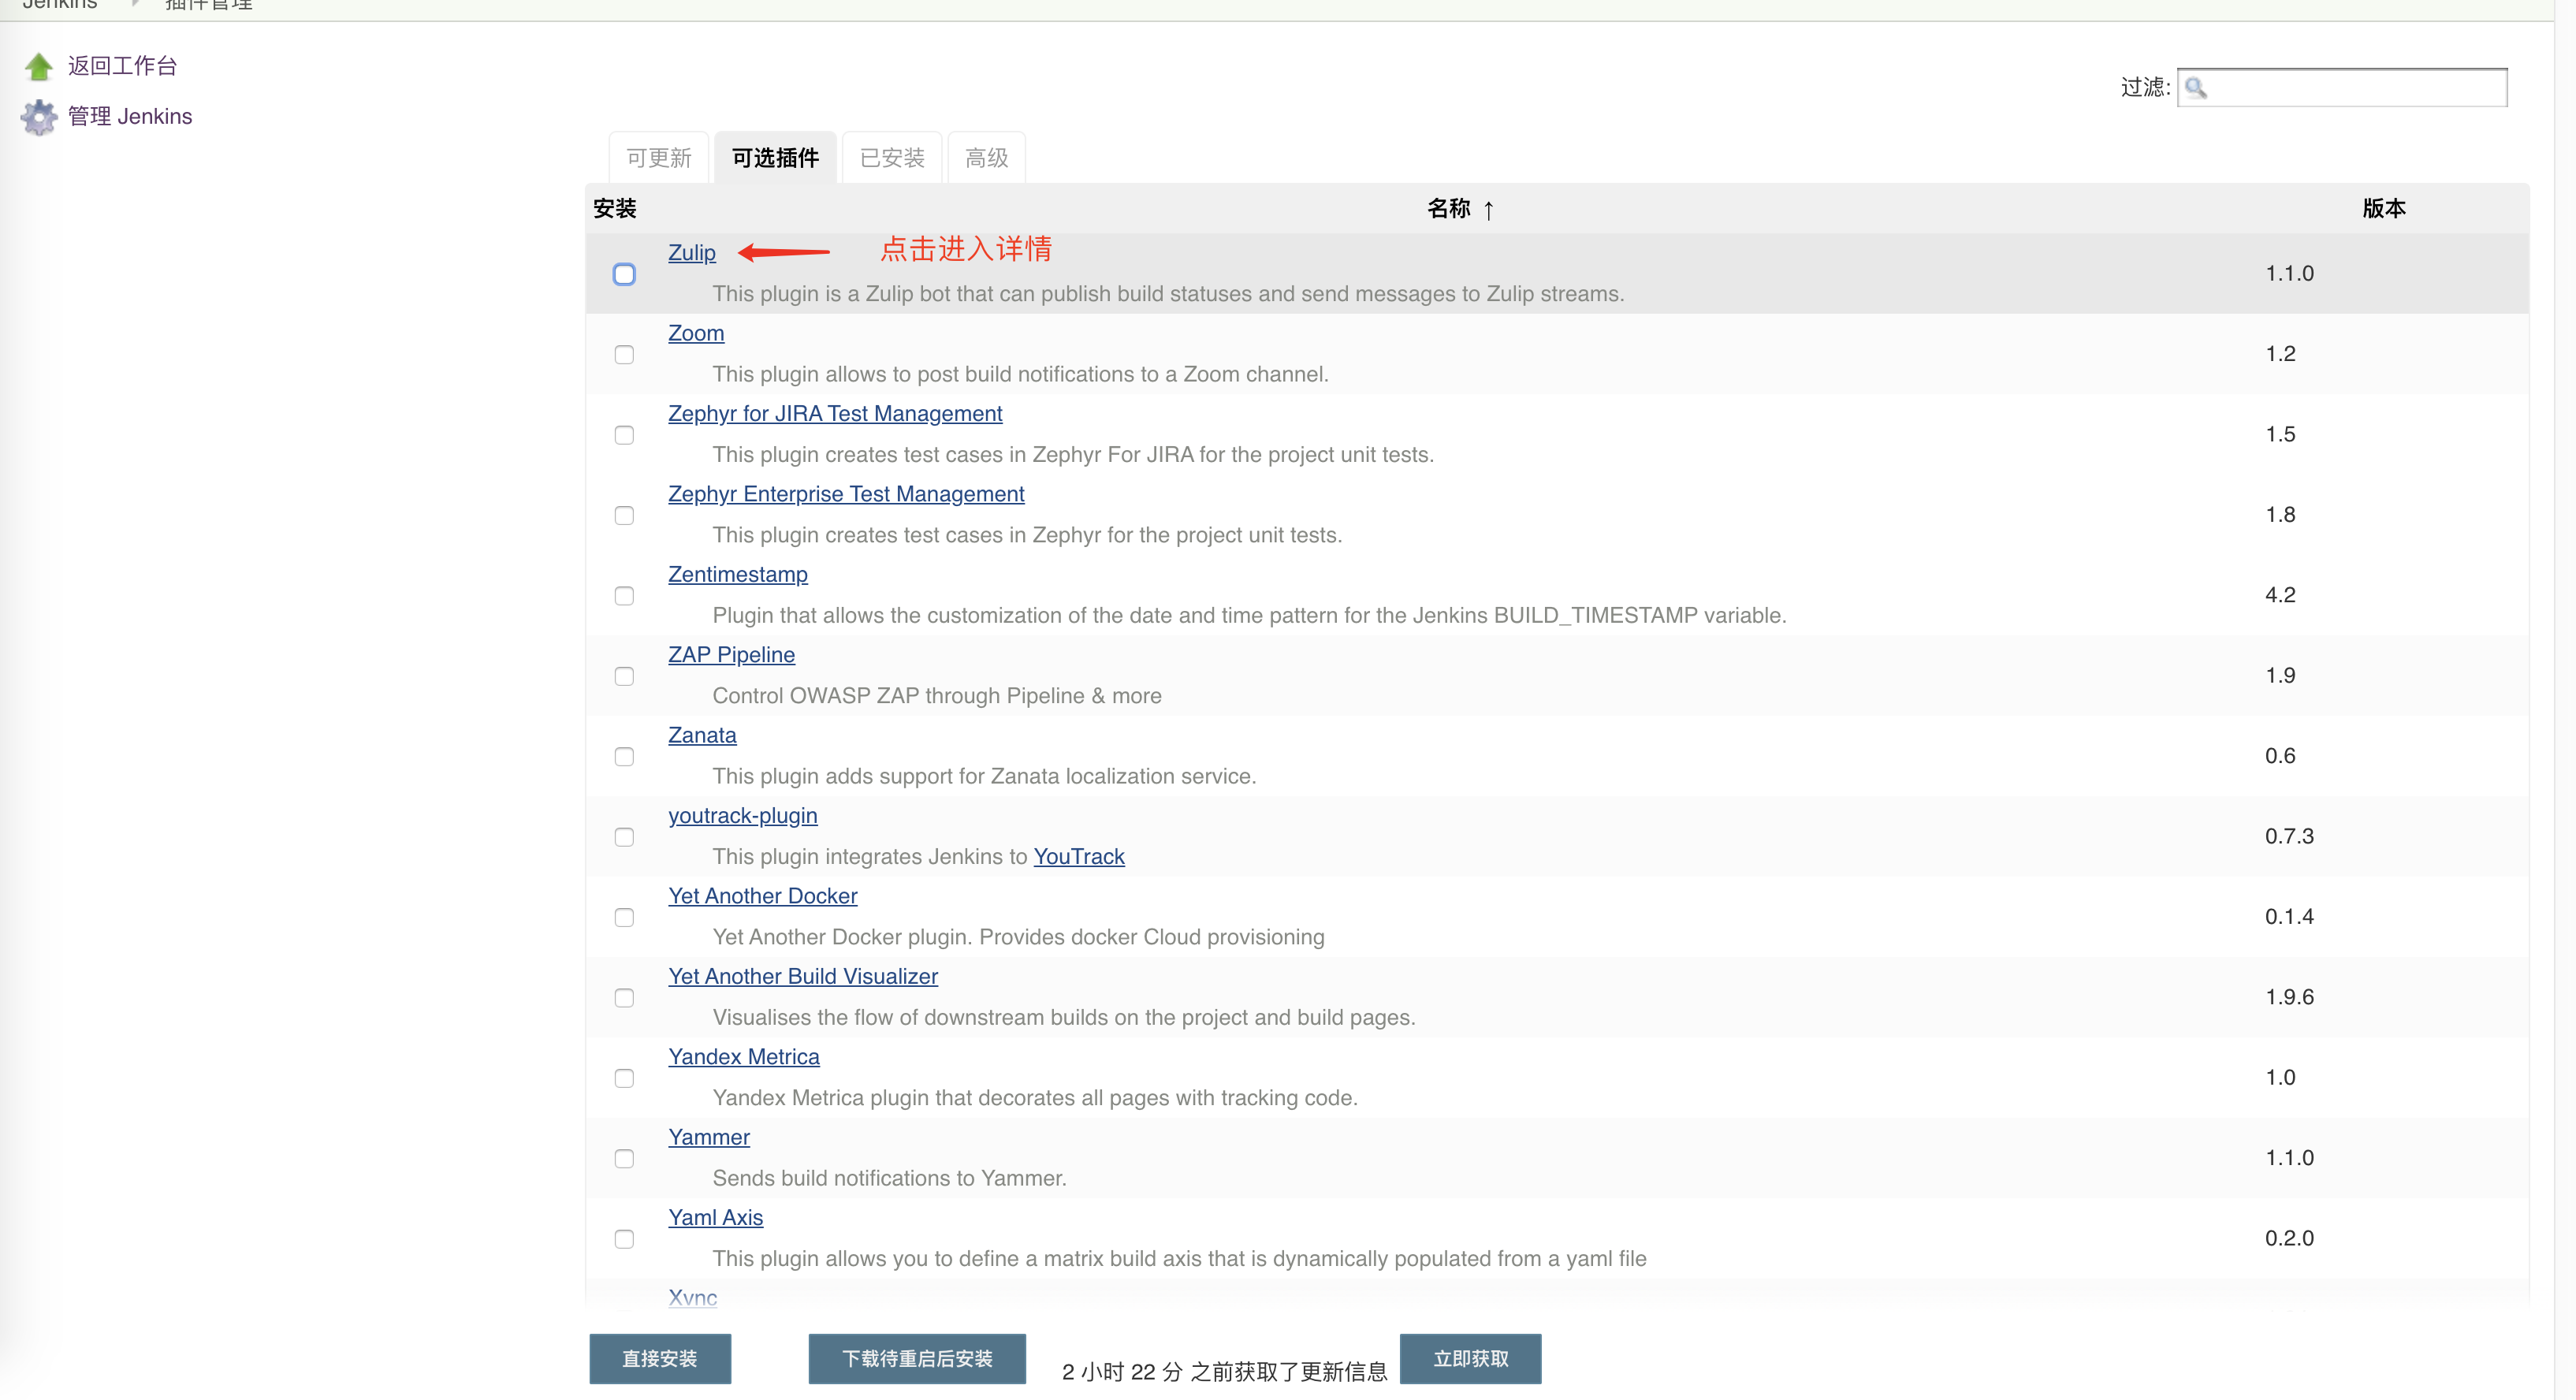 Jenkins 插件管理
返回工作台
管理 Jenkins
过滤:
可更新 可选插件 已安装 高级
安装 名称 ↑ 版本
Zulip 点击进入详情
This plugin is a Zulip bot that can publish build statuses and send messages to Zulip streams.
1.1.0
Zoom
This plugin allows to post build notifications to a Zoom channel.
1.2
Zephyr for JIRA Test Management
This plugin creates test cases in Zephyr For JIRA for the project unit tests.
1.5
Zephyr Enterprise Test Management
This plugin creates test cases in Zephyr for the project unit tests.
1.8
Zentimestamp
Plugin that allows the customization of the date and time pattern for the Jenkins BUILD_TIMESTAMP variable.
4.2
ZAP Pipeline
Control OWASP ZAP through Pipeline & more
1.9
Zanata
This plugin adds support for Zanata localization service.
0.6
youtrack-plugin
This plugin integrates Jenkins to YouTrack
0.7.3
Yet Another Docker
Yet Another Docker plugin. Provides docker Cloud provisioning
0.1.4
Yet Another Build Visualizer
Visualises the flow of downstream builds on the project and build pages.
1.9.6
Yandex Metrica
Yandex Metrica plugin that decorates all pages with tracking code.
1.0
Yammer
Sends build notifications to Yammer.
1.1.0
Yaml Axis
This plugin allows you to define a matrix build axis that is dynamically populated from a yaml file
0.2.0
Xvnc
直接安装 下载待重启后安装 2 小时 22 分 之前获取了更新信息 立即获取